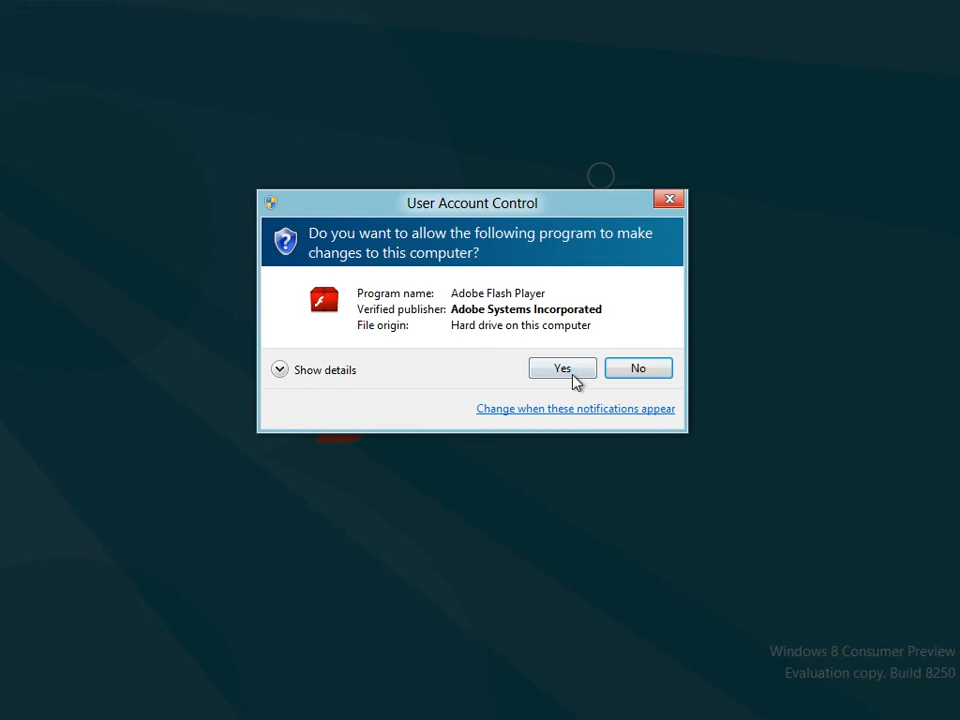 User Account Control
Do you want to allow the following program to make
changes to this computer?
Program name: Adobe Flash Player
Verified publisher: Adobe Systems Incorporated
File origin: Hard drive on this computer
Show details
Yes
No
Change when these notifications appear
Windows 8 Consumer Preview
Evaluation copy. Build 8250